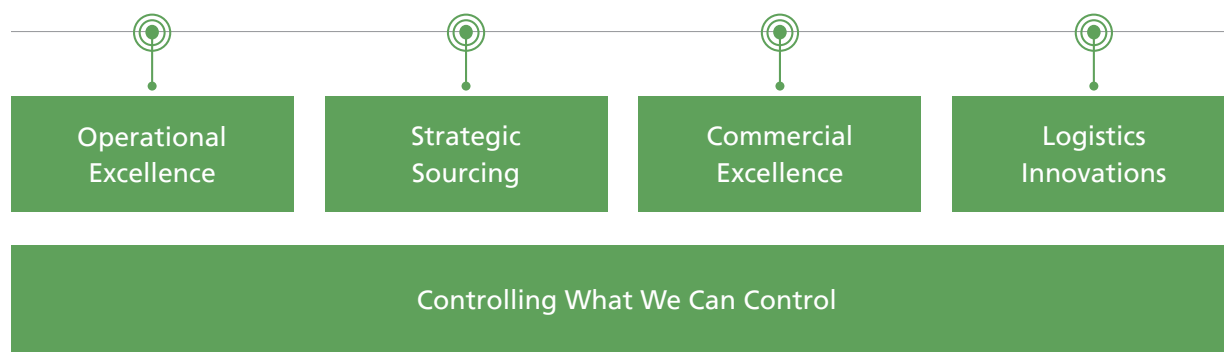 Operational
Excellence
Strategic
Sourcing
Commercial
Excellence
Logistics
Innovations
Controlling What We Can Control